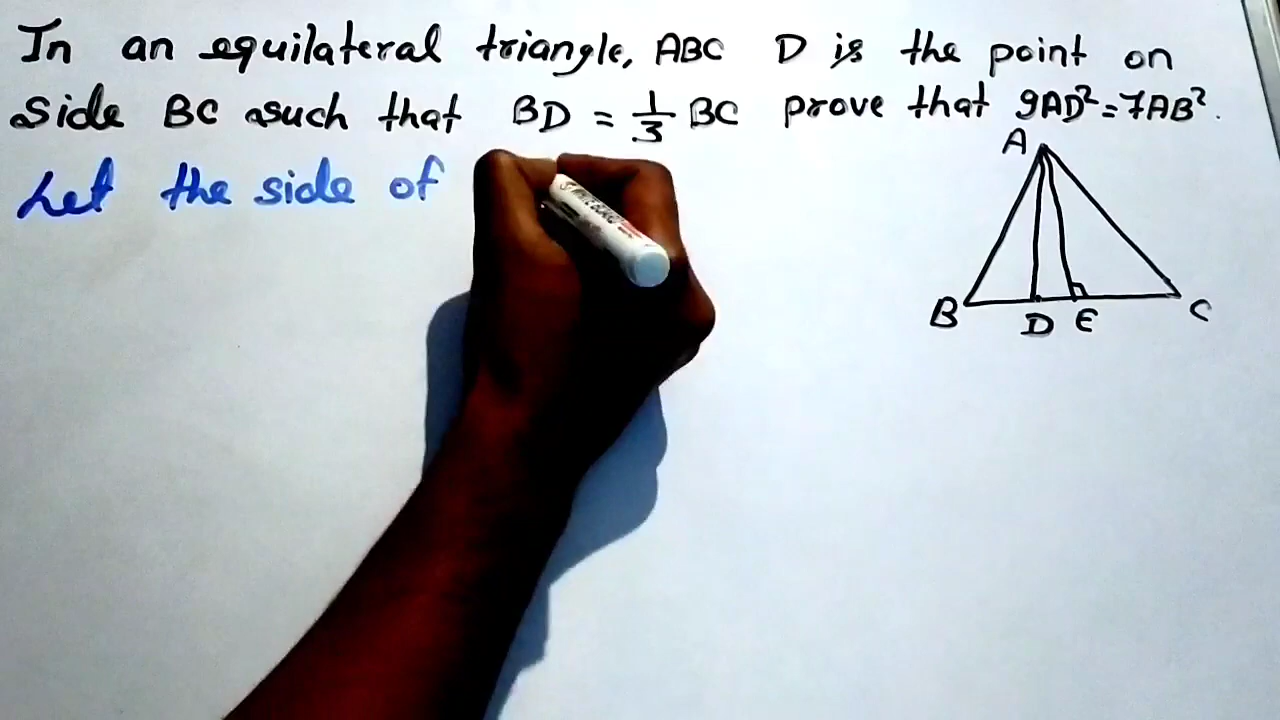 In an equilateral triangle, ABC D is the point on
side BC such that BD = 1/3 BC prove that 9AD² = 7AB².
Let the side of
A
B D E C